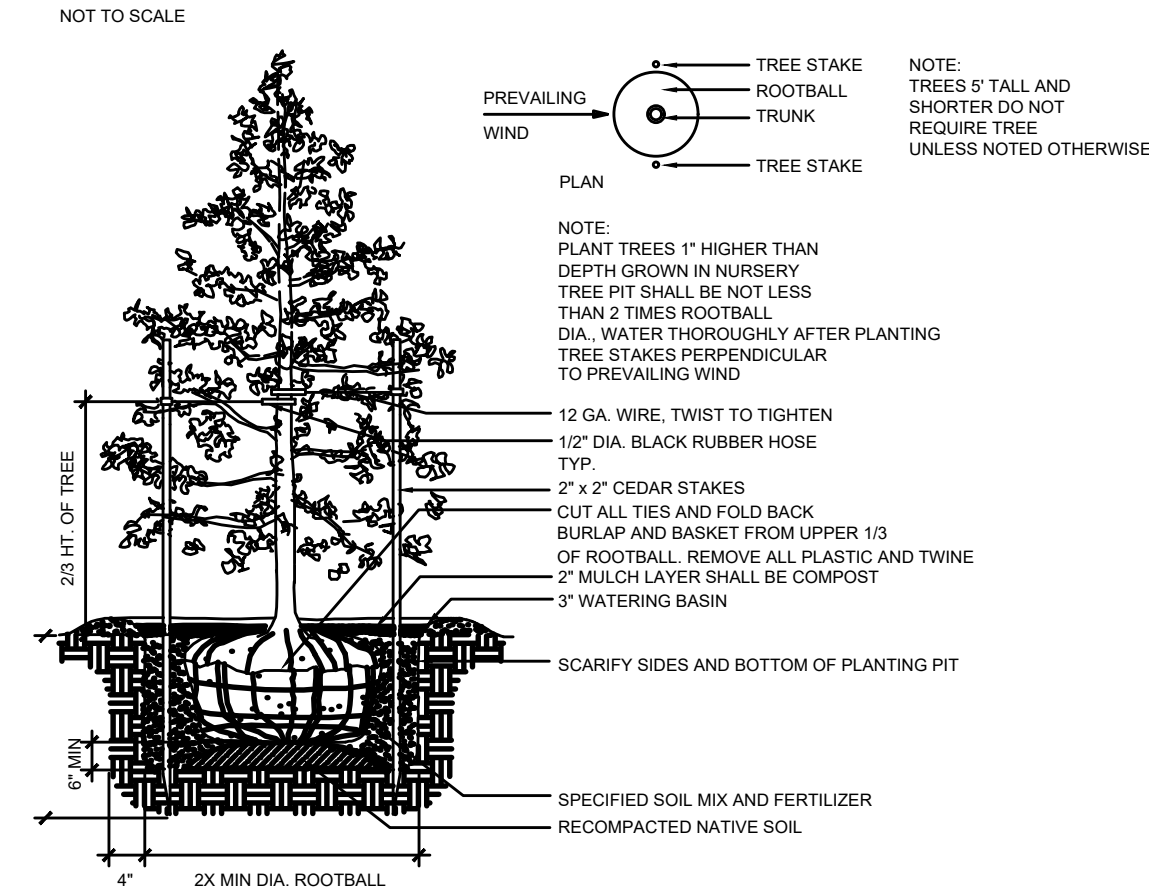 NOT TO SCALE
PREVAILING
WIND
TREE STAKE
ROOTBALL
TRUNK
TREE STAKE
PLAN
NOTE:
TREES 5' TALL AND
SHORTER DO NOT
REQUIRE TREE
UNLESS NOTED OTHERWISE
NOTE:
PLANT TREES 1" HIGHER THAN
DEPTH GROWN IN NURSERY
TREE PIT SHALL BE NOT LESS
THAN 2 TIMES ROOTBALL
DIA., WATER THOROUGHLY AFTER PLANTING
TREE STAKES PERPENDICULAR
TO PREVAILING WIND
12 GA. WIRE, TWIST TO TIGHTEN
1/2" DIA. BLACK RUBBER HOSE
TYP.
2" x 2" CEDAR STAKES
CUT ALL TIES AND FOLD BACK
BURLAP AND BASKET FROM UPPER 1/3
OF ROOTBALL. REMOVE ALL PLASTIC AND TWINE
2" MULCH LAYER SHALL BE COMPOST
3" WATERING BASIN
SCARIFY SIDES AND BOTTOM OF PLANTING PIT
SPECIFIED SOIL MIX AND FERTILIZER
RECOMPACTED NATIVE SOIL
2/3 HT. OF TREE
6" MIN
4"
2X MIN DIA. ROOTBALL